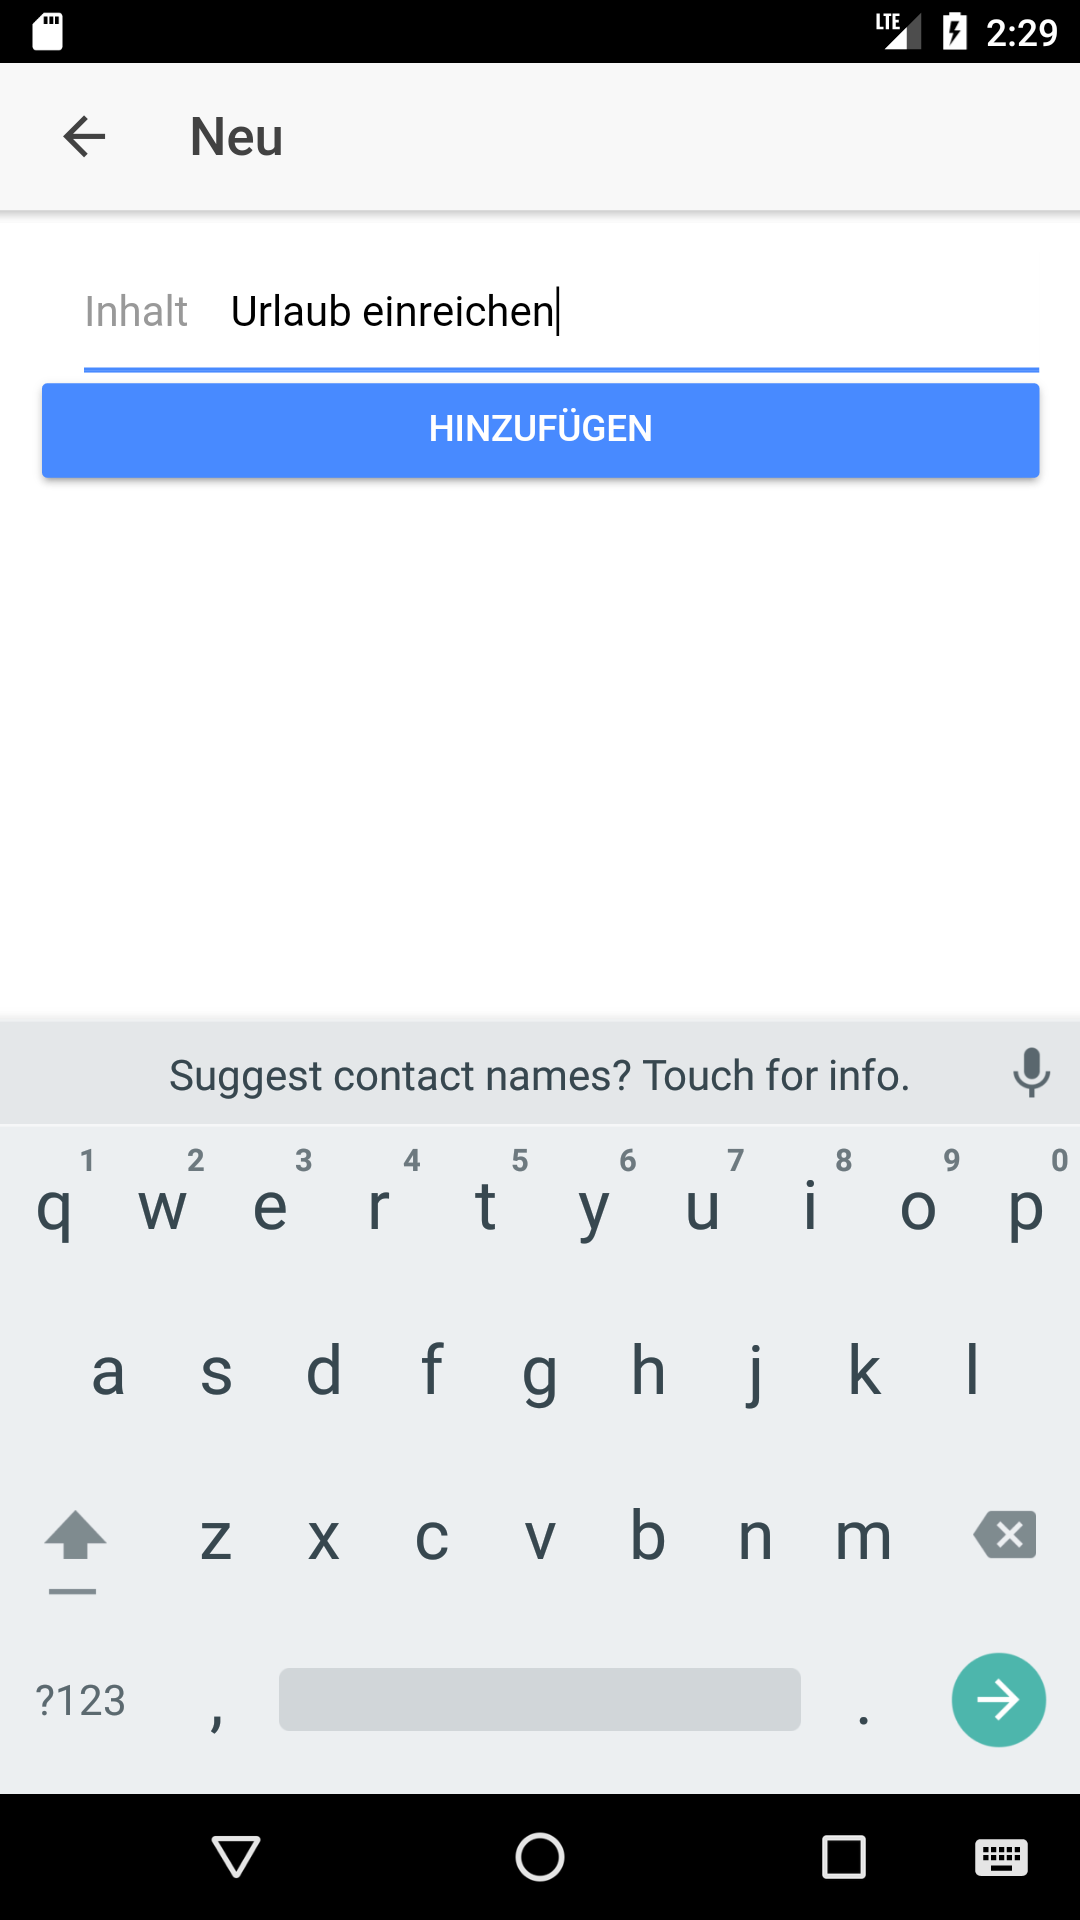 LTE 2:29
Neu
Inhalt Urlaub einreichen
HINZUFÜGEN
Suggest contact names? Touch for info.
1 2 3 4 5 6 7 8 9 0
q w e r t y u i o p
a s d f g h j k l
z x c v b n m
?123 , .